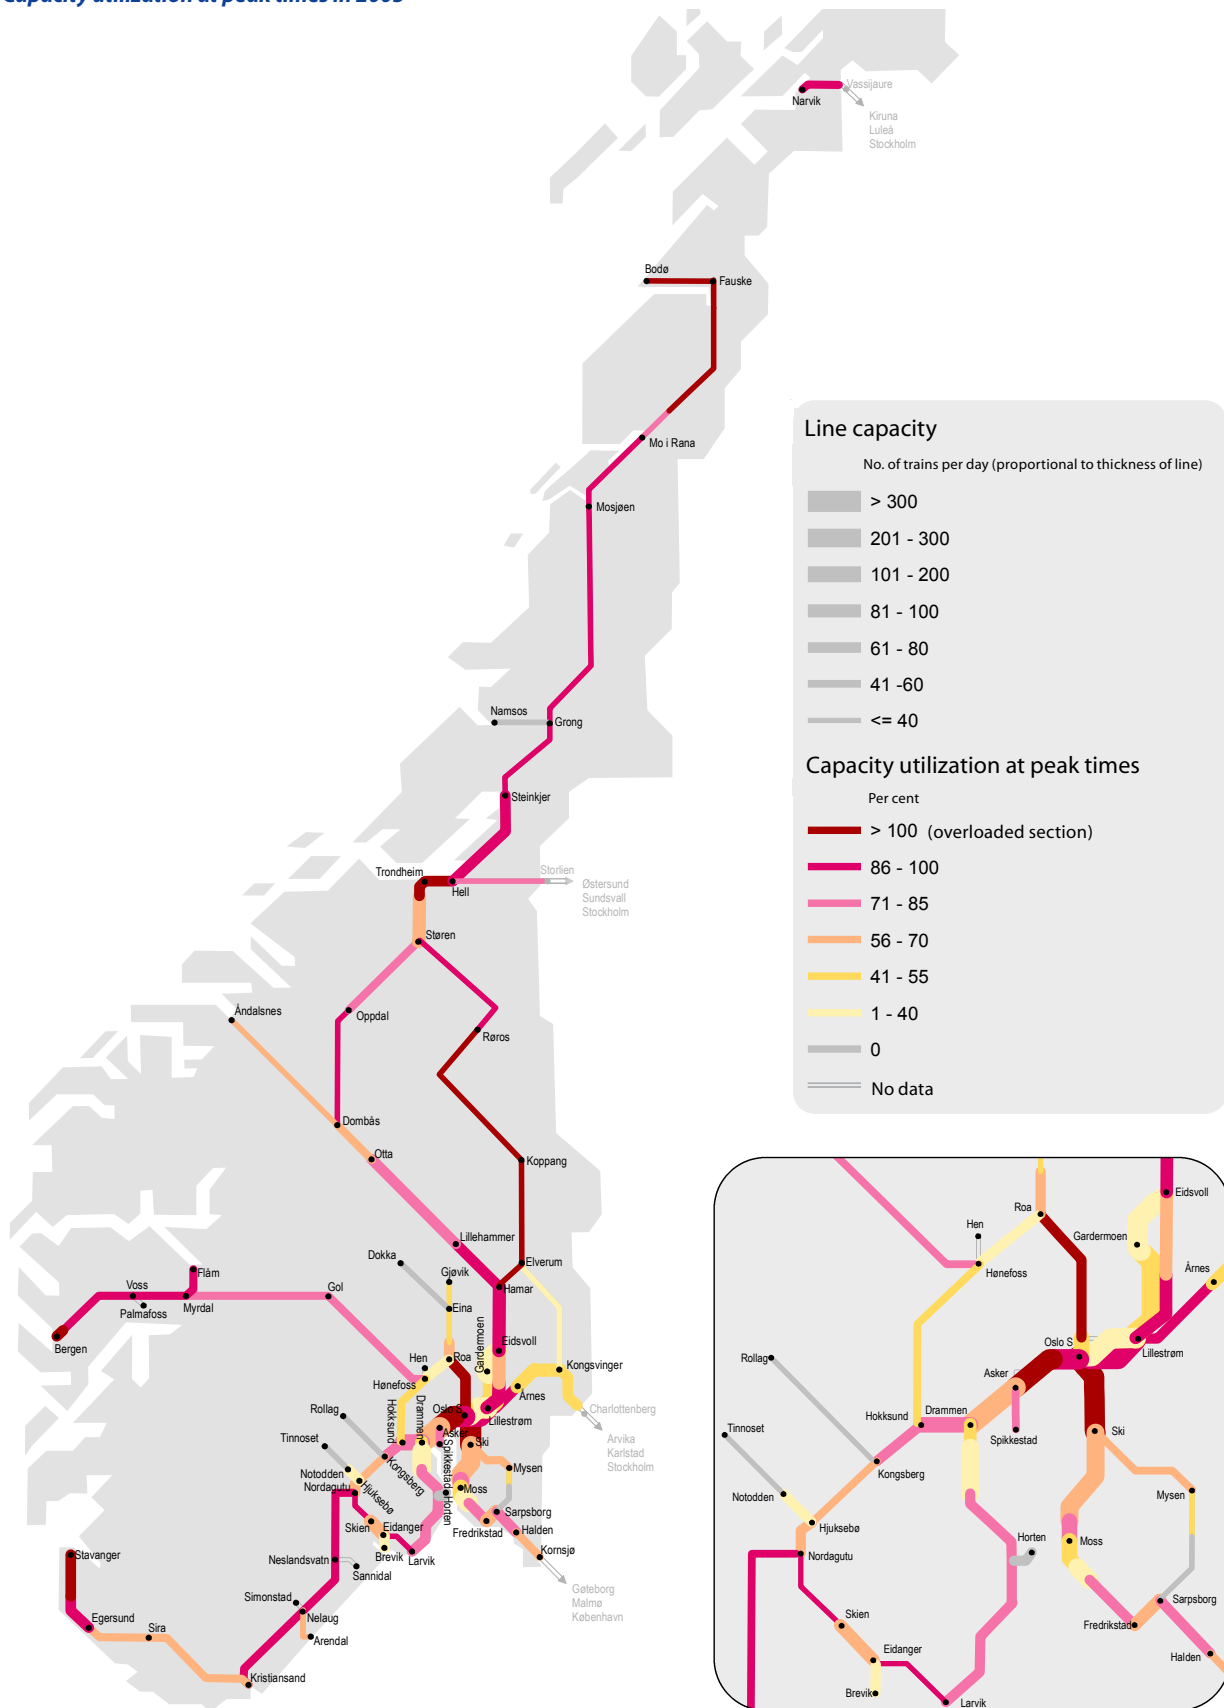 Capacity utilization at peak times in 2005
Vassijaure
Narvik
Kiruna
Luleå
Stockholm
Bodø
Fauske
Mo i Rana
Mosjøen
Namsos
Grong
Steinkjer
Trondheim
Hell
Storlien
Østersund
Sundsvall
Stockholm
Støren
Åndalsnes
Oppdal
Røros
Dombås
Otta
Koppang
Lillehammer
Dokka
Elverum
Gjøvik
Flåm
Hamar
Voss
Palmafoss
Myrdal
Gol
Eina
Bergen
Gardermoen
Eidsvoll
Roa
Hen
Hønefoss
Kongsvinger
Årnes
Hokksund
Drammen
Oslo S
Lillestrøm
Charlottenberg
Rollag
Asker
Ski
Arvika
Karlstad
Stockholm
Tinnoset
Spikkestad
Kongsberg
Mysen
Notodden
Nordagutu
Hjuksebø
Horten
Moss
Skien
Eidanger
Sarpsborg
Fredrikstad
Halden
Brevik
Larvik
Kornsjø
Stavanger
Neslandsvatn
Sannidal
Gøteborg
Malmø
København
Simonstad
Nelaug
Egersund
Sira
Arendal
Kristiansand
Line capacity
No. of trains per day (proportional to thickness of line)
> 300
201 - 300
101 - 200
81 - 100
61 - 80
41 -60
<= 40
Capacity utilization at peak times
Per cent
> 100 (overloaded section)
86 - 100
71 - 85
56 - 70
41 - 55
1 - 40
0
No data
Eidsvoll
Roa
Hen
Gardermoen
Hønefoss
Årnes
Oslo S
Lillestrøm
Rollag
Asker
Hokksund
Drammen
Tinnoset
Spikkestad
Ski
Kongsberg
Mysen
Notodden
Hjuksebø
Horten
Moss
Nordagutu
Skien
Sarpsborg
Fredrikstad
Eidanger
Halden
Brevik
Larvik